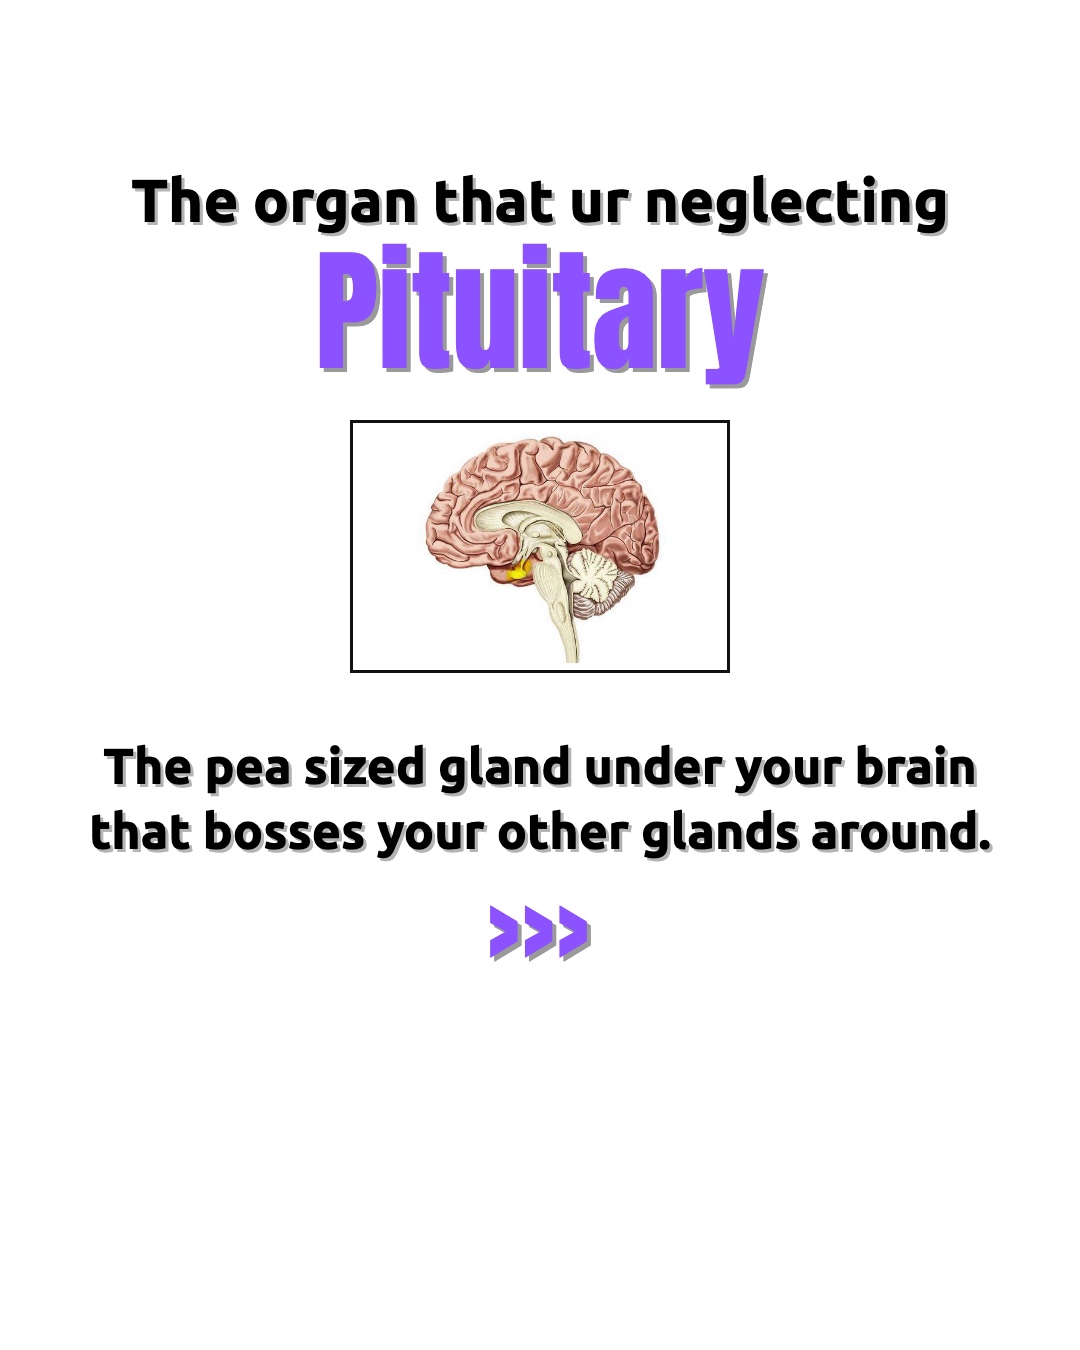 The organ that ur neglecting
Pituitary
The pea sized gland under your brain
that bosses your other glands around.
>>>